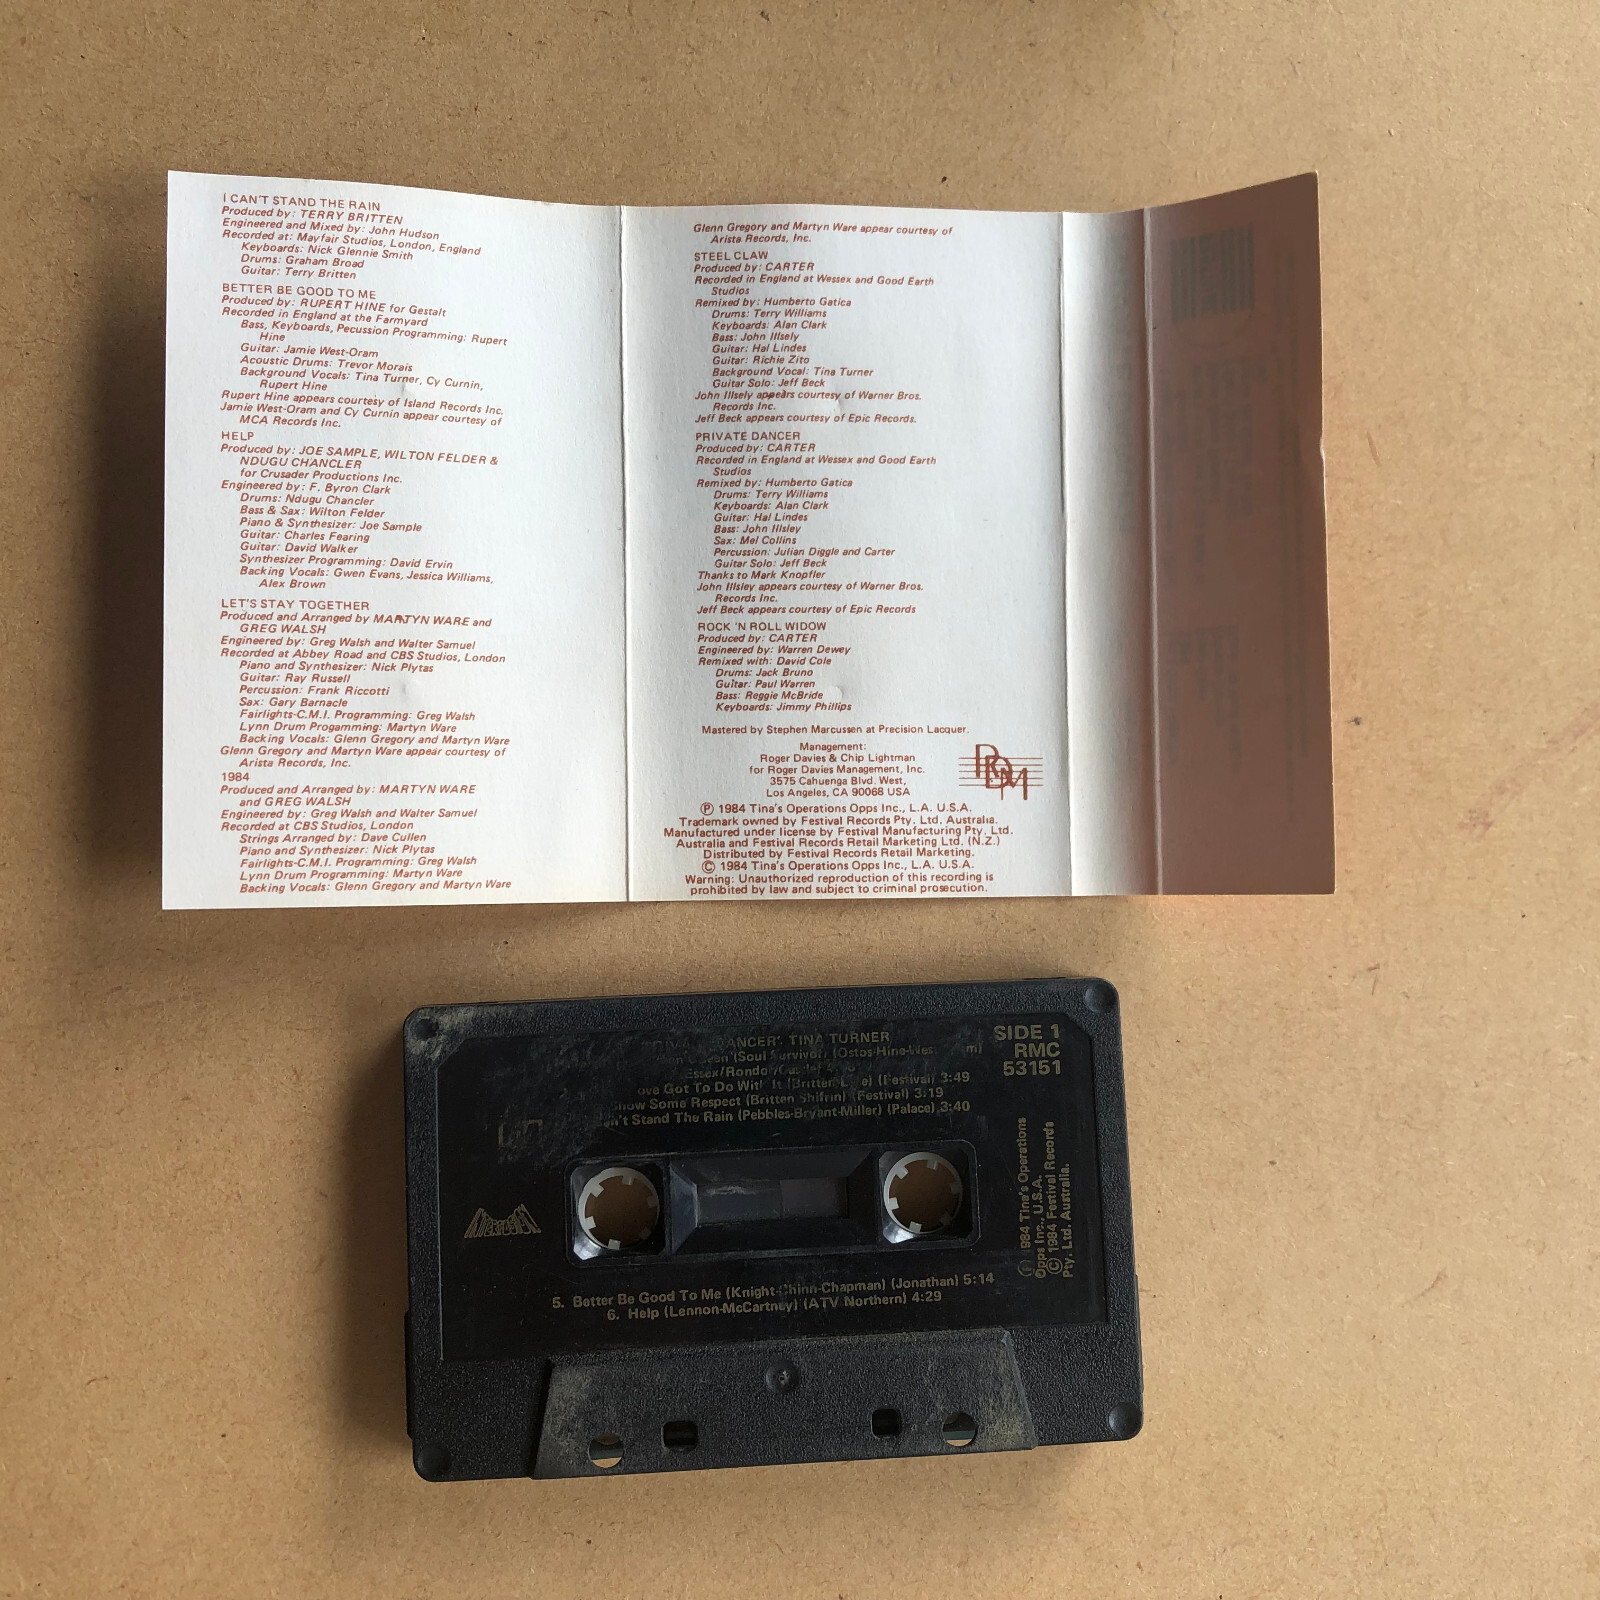 I CAN'T STAND THE RAIN
Produced by: TERRY BRITTEN
Engineered and Mixed by: John Hudson
Recorded at: Mayfair Studios, London, England
Keyboards: Nick Glennie Smith
Drums: Graham Broad
Guitar: Terry Britten
BETTER BE GOOD TO ME
Produced by: RUPERT HINE for Gestalt
Recorded in England at the Farmyard
Bass, Keyboards, Pecussion Programming: Rupert
Hine
Guitar: Jamie West-Oram
Acoustic Drums: Trevor Morais
Background Vocals: Tina Turner, Cy Curnin,
Rupert Hine
Rupert Hine appears courtesy of Island Records Inc.
Jamie West-Oram and Cy Curnin appear courtesy of
MCA Records Inc.
HELP
Produced by: JOE SAMPLE, WILTON FELDER &
NDUGU CHANCLER
for Crusader Productions Inc.
Engineered by: F. Byron Clark
Drums: Ndugu Chancler
Bass & Sax: Wilton Felder
Piano & Synthesizer: Joe Sample
Guitar: Charles Fearing
Guitar: David Walker
Synthesizer Programming: David Ervin
Backing Vocals: Gwen Evans, Jessica Williams,
Alex Brown
LET'S STAY TOGETHER
Produced and Arranged by MARTYN WARE and
GREG WALSH
Engineered by: Greg Walsh and Walter Samuel
Recorded at Abbey Road and CBS Studios, London
Piano and Synthesizer: Nick Plytas
Guitar: Ray Russell
Percussion: Frank Riccotti
Sax: Gary Barnacle
Fairlights-C.M.I. Programming: Greg Walsh
Lynn Drum Progamming: Martyn Ware
Backing Vocals: Glenn Gregory and Martyn Ware
Glenn Gregory and Martyn Ware appear courtesy of
Arista Records, Inc.
1984
Produced and Arranged by: MARTYN WARE
and GREG WALSH
Engineered by: Greg Walsh and Walter Samuel
Recorded at CBS Studios, London
Strings Arranged by: Dave Cullen
Piano and Synthesizer: Nick Plytas
Fairlights-C.M.I. Programming: Greg Walsh
Lynn Drum Programming: Martyn Ware
Backing Vocals: Glenn Gregory and Martyn Ware
Glenn Gregory and Martyn Ware appear courtesy of
Arista Records, Inc.
STEEL CLAW
Produced by: CARTER
Recorded in England at Wessex and Good Earth
Studios
Remixed by: Humberto Gatica
Drums: Terry Williams
Keyboards: Alan Clark
Bass: John Illsely
Guitar: Hal Lindes
Guitar: Richie Zito
Background Vocal: Tina Turner
Guitar Solo: Jeff Beck
John Illsely appears courtesy of Warner Bros.
Records Inc.
Jeff Beck appears courtesy of Epic Records.
PRIVATE DANCER
Produced by: CARTER
Recorded in England at Wessex and Good Earth
Studios
Remixed by: Humberto Gatica
Drums: Terry Williams
Keyboards: Alan Clark
Guitar: Hal Lindes
Bass: John Illsley
Sax: Mel Collins
Percussion: Julian Diggle and Carter
Guitar Solo: Jeff Beck
Thanks to Mark Knopfler
John Illsley appears courtesy of Warner Bros.
Records Inc.
Jeff Beck appears courtesy of Epic Records
ROCK 'N ROLL WIDOW
Produced by: CARTER
Engineered by: Warren Dewey
Remixed with: David Cole
Drums: Jack Bruno
Guitar: Paul Warren
Bass: Reggie McBride
Keyboards: Jimmy Phillips
Mastered by Stephen Marcussen at Precision Lacquer.
Management:
Roger Davies & Chip Lightman
for Roger Davies Management, Inc.
3575 Cahuenga Blvd. West,
Los Angeles, CA 90068 USA
RDM
Ⓟ 1984 Tina's Operations Opps Inc., L.A. U.S.A.
Trademark owned by Festival Records Pty. Ltd. Australia.
Manufactured under license by Festival Manufacturing Pty. Ltd.
Australia and Festival Records Retail Marketing Ltd. (N.Z.)
Distributed by Festival Records Retail Marketing.
© 1984 Tina's Operations Opps Inc., L.A. U.S.A.
Warning: Unauthorized reproduction of this recording is
prohibited by law and subject to criminal prosecution.
TINA TURNER
SIDE 1
RMC
53151
(Soul
Got To Do With It (Britten (Festival) 3:49
Show Some Respect (Britten Shifrin) (Festival) 3:19
Stand The Rain (Pebbles-Bryant-Miller) (Palace) 3:40
INTERFUSION
5. Better Be Good To Me (Knight-Chinn-Chapman) (Jonathan) 5:14
6. Help (Lennon-McCartney) (ATV Northern) 4:29
Ⓟ 1984 Tina's Operations
Opps Inc., U.S.A.
© 1984 Festival Records
Pty. Ltd. Australia.